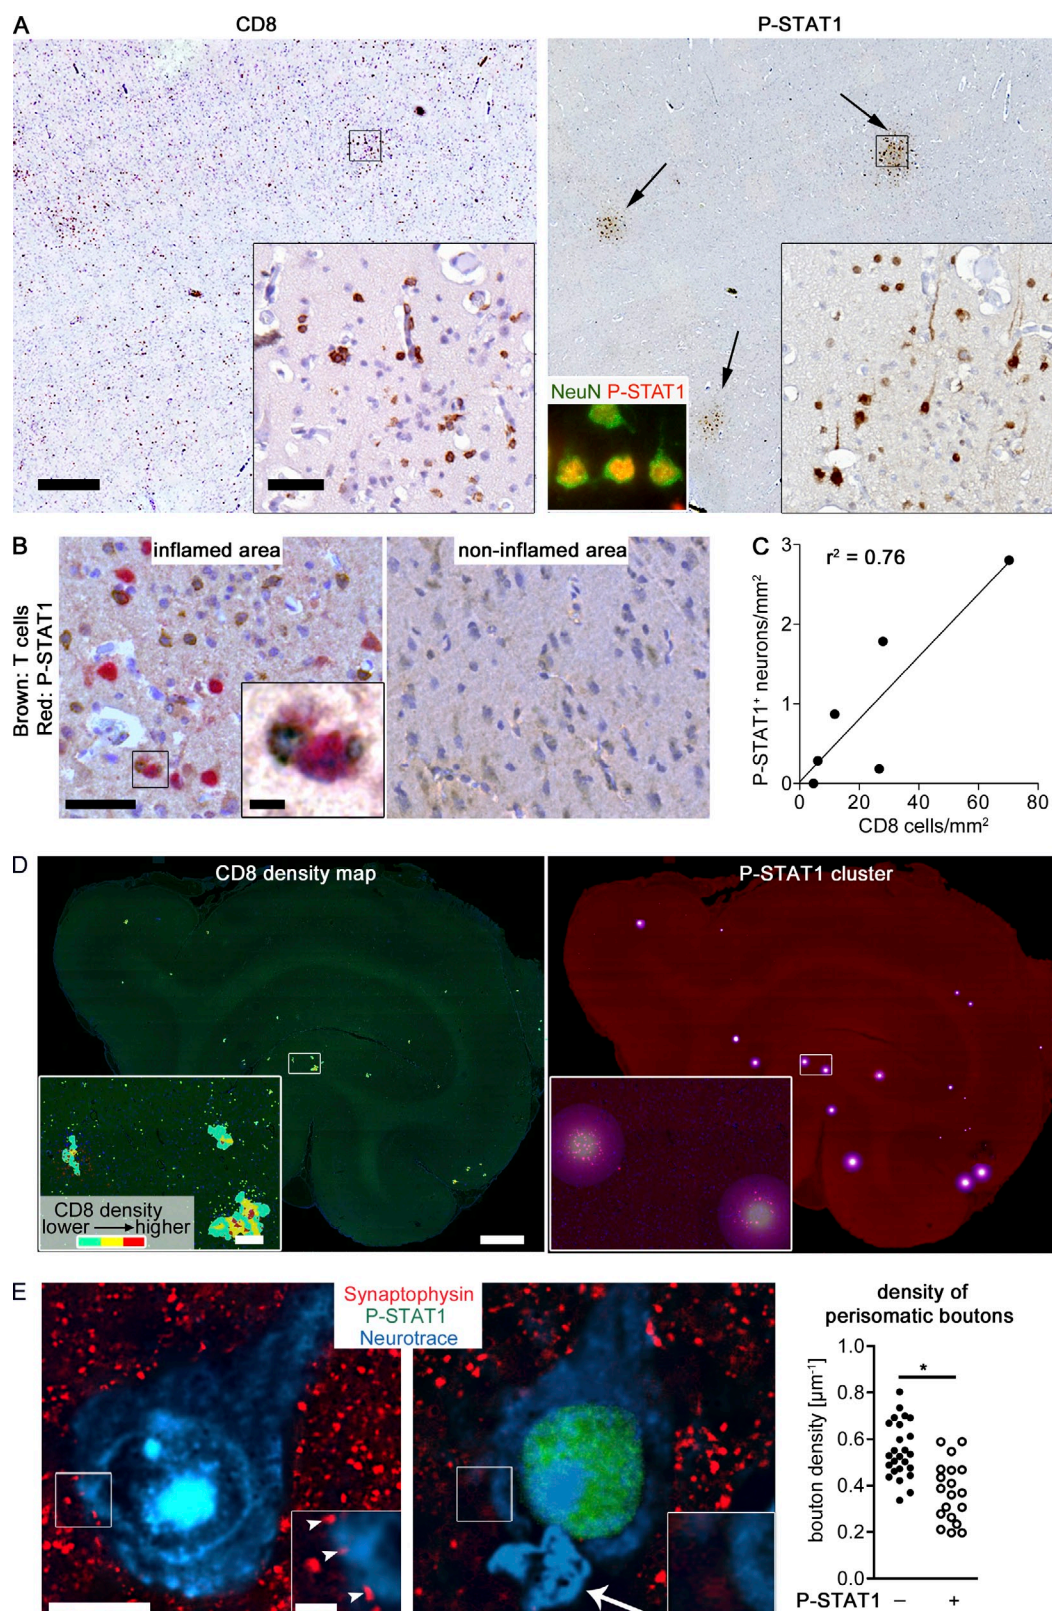 A
CD8
P-STAT1
NeuN P-STAT1
B
inflamed area
non-inflamed area
Brown: T cells
Red: P-STAT1
C
r² = 0.76
P-STAT1⁺ neurons/mm²
3
2
1
0
0 20 40 60 80
CD8 cells/mm²
D
CD8 density map
P-STAT1 cluster
CD8 density
lower higher
E
Synaptophysin
P-STAT1
Neurotrace
density of
perisomatic boutons
bouton density [µm⁻¹]
1.0
0.8
0.6
0.4
0.2
0.0
*
P-STAT1 – +